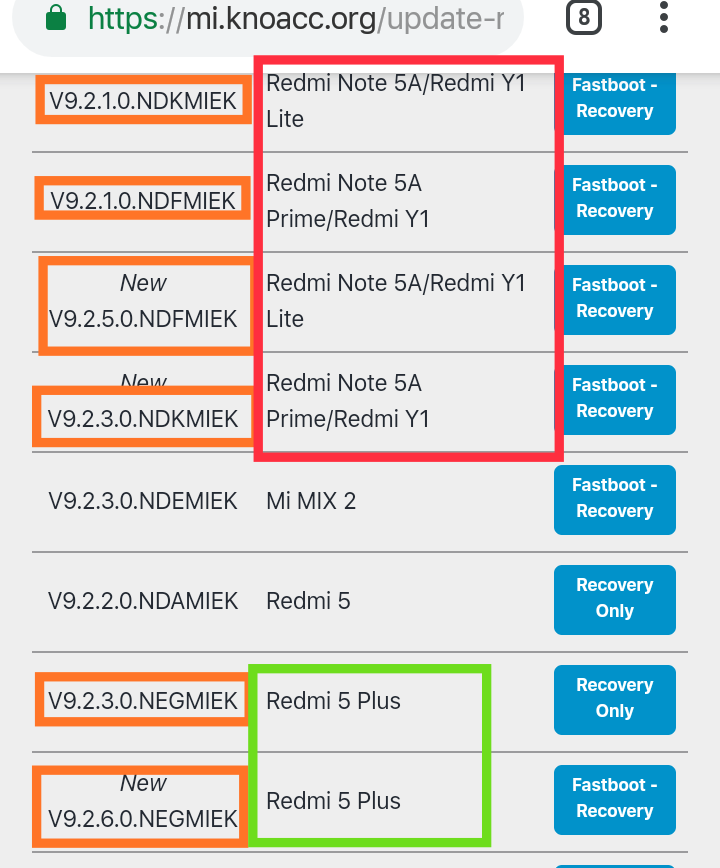 https://mi.knoacc.org/update-r
8
V9.2.1.0.NDKMIEK
Redmi Note 5A/Redmi Y1
Lite
Fastboot -
Recovery
V9.2.1.0.NDFMIEK
Redmi Note 5A
Prime/Redmi Y1
Fastboot -
Recovery
New
V9.2.5.0.NDFMIEK
Redmi Note 5A/Redmi Y1
Lite
Fastboot -
Recovery
New
V9.2.3.0.NDKMIEK
Redmi Note 5A
Prime/Redmi Y1
Fastboot -
Recovery
V9.2.3.0.NDEMIEK
Mi MIX 2
Fastboot -
Recovery
V9.2.2.0.NDAMIEK
Redmi 5
Recovery
Only
V9.2.3.0.NEGMIEK
Redmi 5 Plus
Recovery
Only
New
V9.2.6.0.NEGMIEK
Redmi 5 Plus
Fastboot -
Recovery